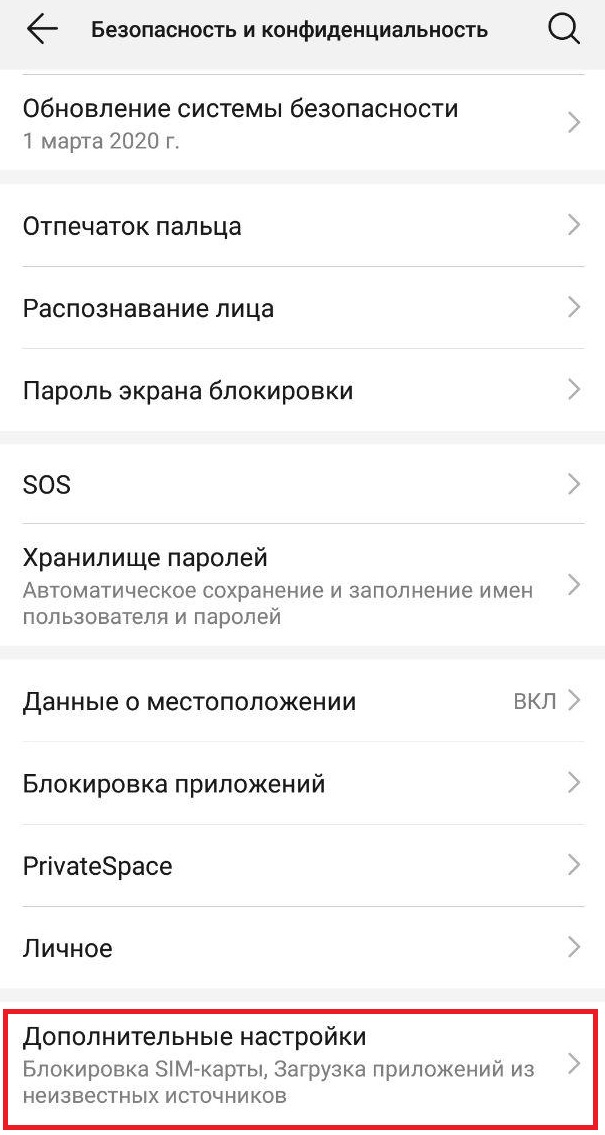 Безопасность и конфиденциальность
Обновление системы безопасности
1 марта 2020 г.
Отпечаток пальца
Распознавание лица
Пароль экрана блокировки
SOS
Хранилище паролей
Автоматическое сохранение и заполнение имен
пользователя и паролей
Данные о местоположении ВКЛ
Блокировка приложений
PrivateSpace
Личное
Дополнительные настройки
Блокировка SIM-карты, Загрузка приложений из
неизвестных источников